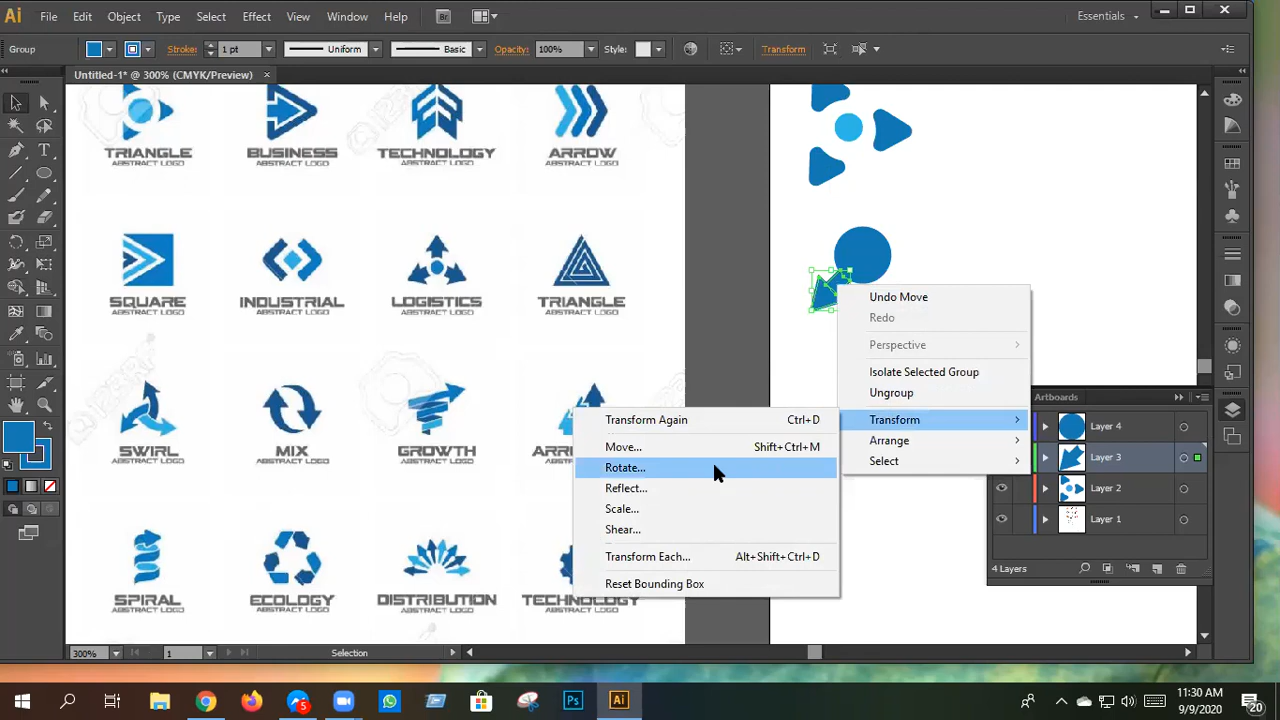 Ai File Edit Object Type Select Effect View Window Help Br Essentials
Group Stroke: 1 pt Uniform Basic Opacity: 100% Style: Transform
Untitled-1* @ 300% (CMYK/Preview) ×
TRIANGLE BUSINESS TECHNOLOGY ARROW
ABSTRACT LOGO ABSTRACT LOGO ABSTRACT LOGO ABSTRACT LOGO
SQUARE INDUSTRIAL LOGISTICS TRIANGLE
ABSTRACT LOGO ABSTRACT LOGO ABSTRACT LOGO ABSTRACT LOGO
SWIRL MIX GROWTH
ABSTRACT LOGO ABSTRACT LOGO ABSTRACT LOGO
SPIRAL ECOLOGY DISTRIBUTION TECHNOLOGY
ABSTRACT LOGO ABSTRACT LOGO ABSTRACT LOGO ABSTRACT LOGO
Undo Move
Redo
Perspective
Isolate Selected Group
Ungroup
Transform
Arrange
Select
Transform Again Ctrl+D
Move... Shift+Ctrl+M
Rotate...
Reflect...
Scale...
Shear...
Transform Each... Alt+Shift+Ctrl+D
Reset Bounding Box
Artboards
Layer 4
Layer 3
Layer 2
Layer 1
4 Layers
300% 1 Selection
5 Ps Ai
:30 AM
9/9/2020
20